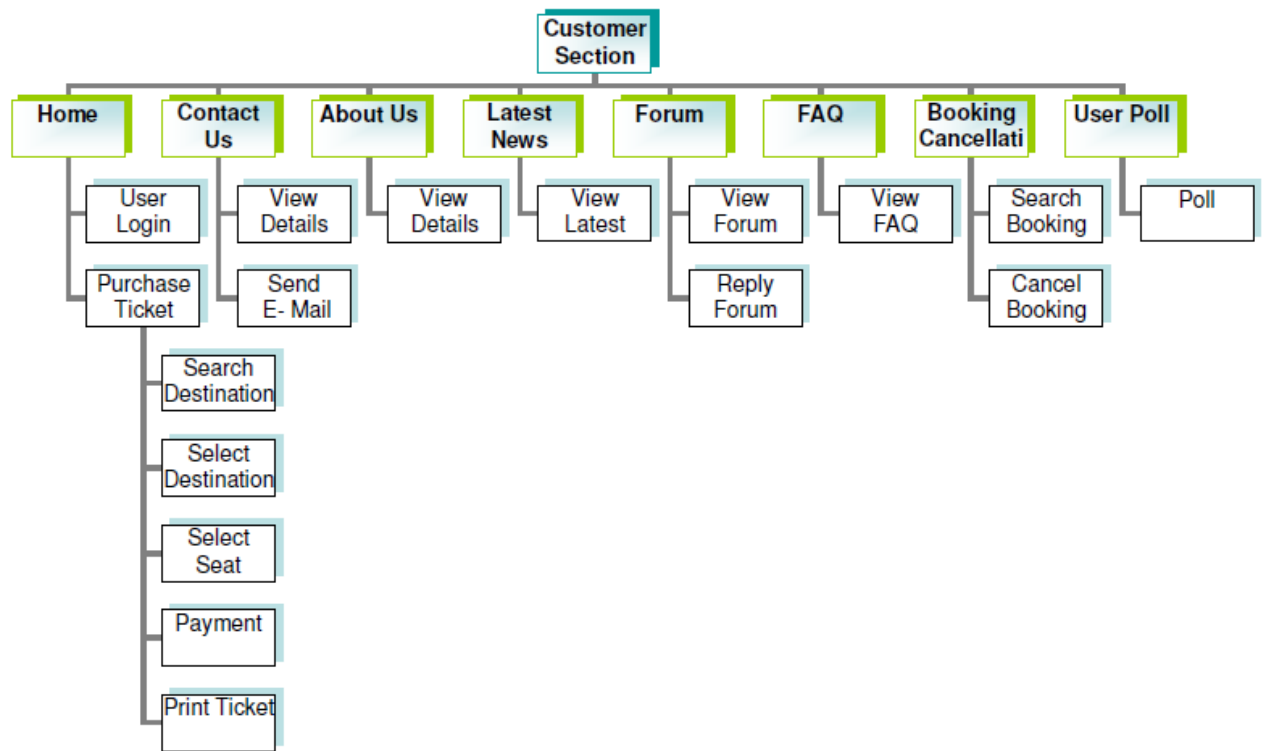 Customer
Section
Home
Contact
Us
About Us
Latest
News
Forum
FAQ
Booking
Cancellati
User Poll
User
Login
View
Details
View
Details
View
Latest
View
Forum
View
FAQ
Search
Booking
Poll
Purchase
Ticket
Send
E- Mail
Reply
Forum
Cancel
Booking
Search
Destination
Select
Destination
Select
Seat
Payment
Print Ticket